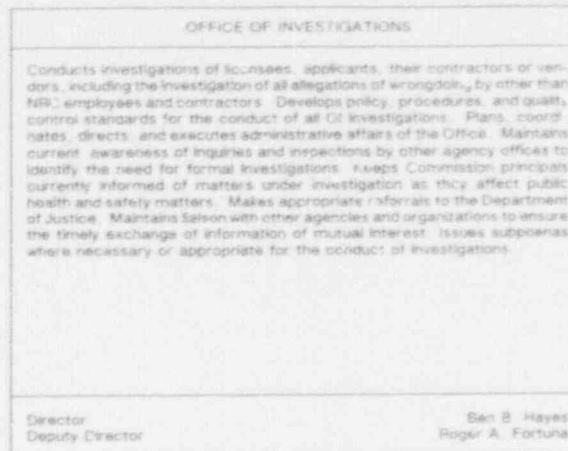 OFFICE OF INVESTIGATIONS
Conducts investigations of licensees, applicants, their contractors or ven-
dors, including the investigation of all allegations of wrongdoing by other than
NRC employees and contractors. Develops policy, procedures, and quality
control standards for the conduct of all OI investigations. Plans, coordi-
nates, directs, and executes administrative affairs of the Office. Maintains
current awareness of inquiries and inspections by other agency offices to
identify the need for formal investigations. Keeps Commission principals
currently informed of matters under investigation as they affect public
health and safety matters. Makes appropriate referrals to the Department
of Justice. Maintains liaison with other agencies and organizations to ensure
the timely exchange of information of mutual interest. Issues subpoenas
where necessary or appropriate for the conduct of investigations.
Director Ben B. Hayes
Deputy Director Roger A. Fortuna